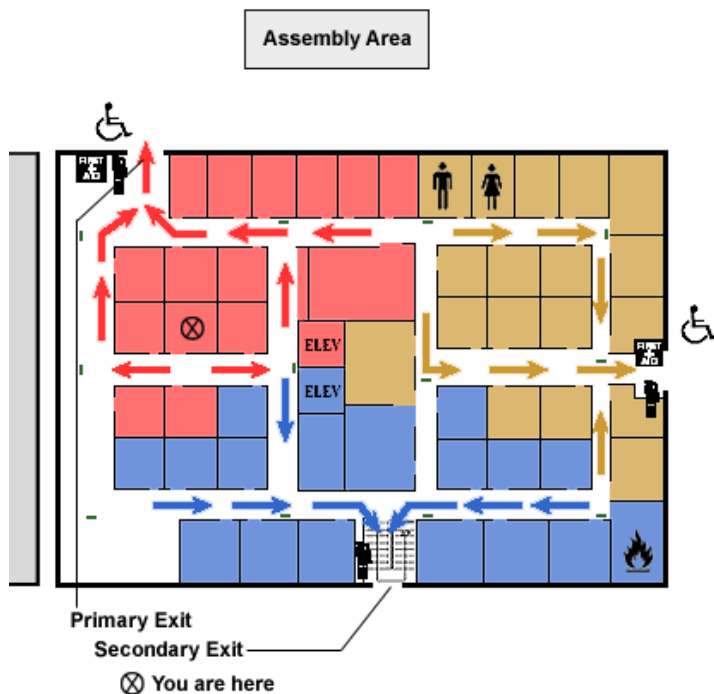 Assembly Area
FIRST
AID
ELEV
FIRST
AID
ELEV
Primary Exit
Secondary Exit
You are here